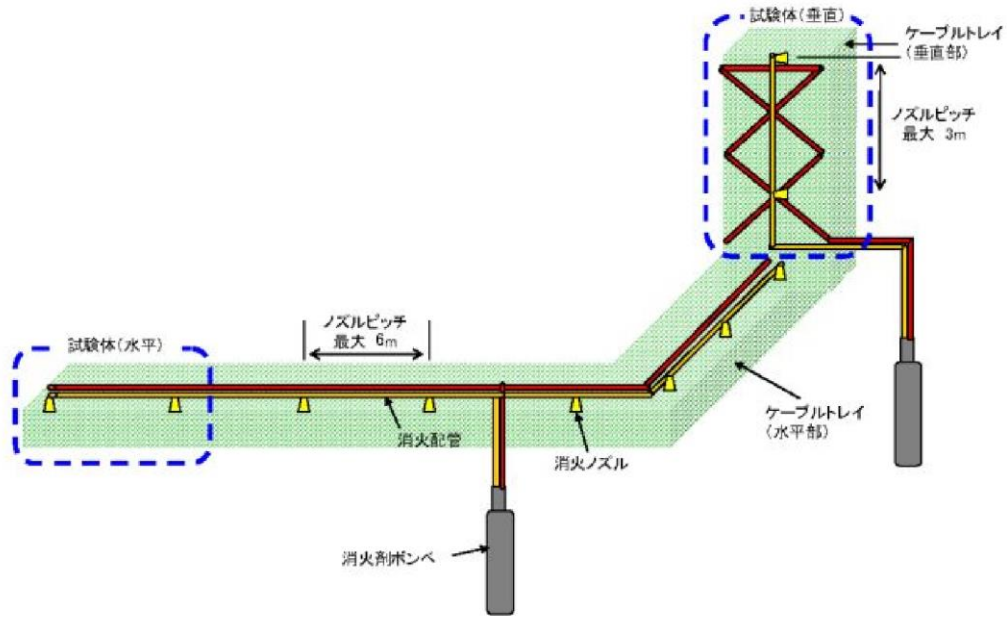 試験体(垂直)
ケーブルトレイ
(垂直部)
ノズルピッチ
最大 3m
ノズルピッチ
最大 6m
試験体(水平)
ケーブルトレイ
(水平部)
消火配管
消火ノズル
消火剤ボンベ